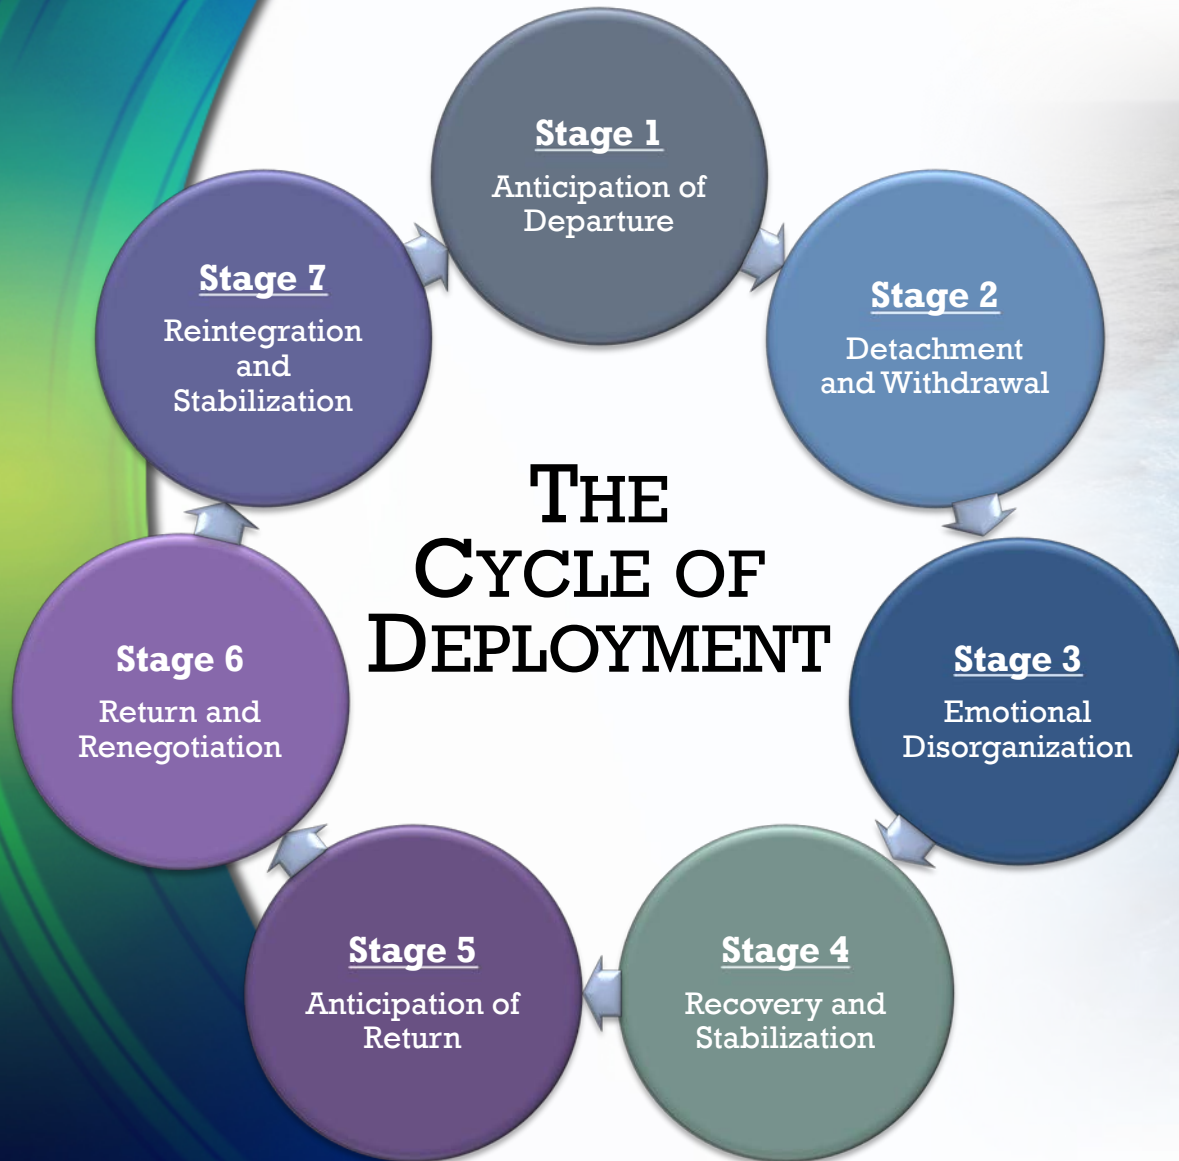 Stage 1
Anticipation of
Departure
Stage 2
Detachment
and Withdrawal
Stage 3
Emotional
Disorganization
Stage 4
Recovery and
Stabilization
Stage 5
Anticipation of
Return
Stage 6
Return and
Renegotiation
Stage 7
Reintegration
and
Stabilization
THE
CYCLE OF
DEPLOYMENT